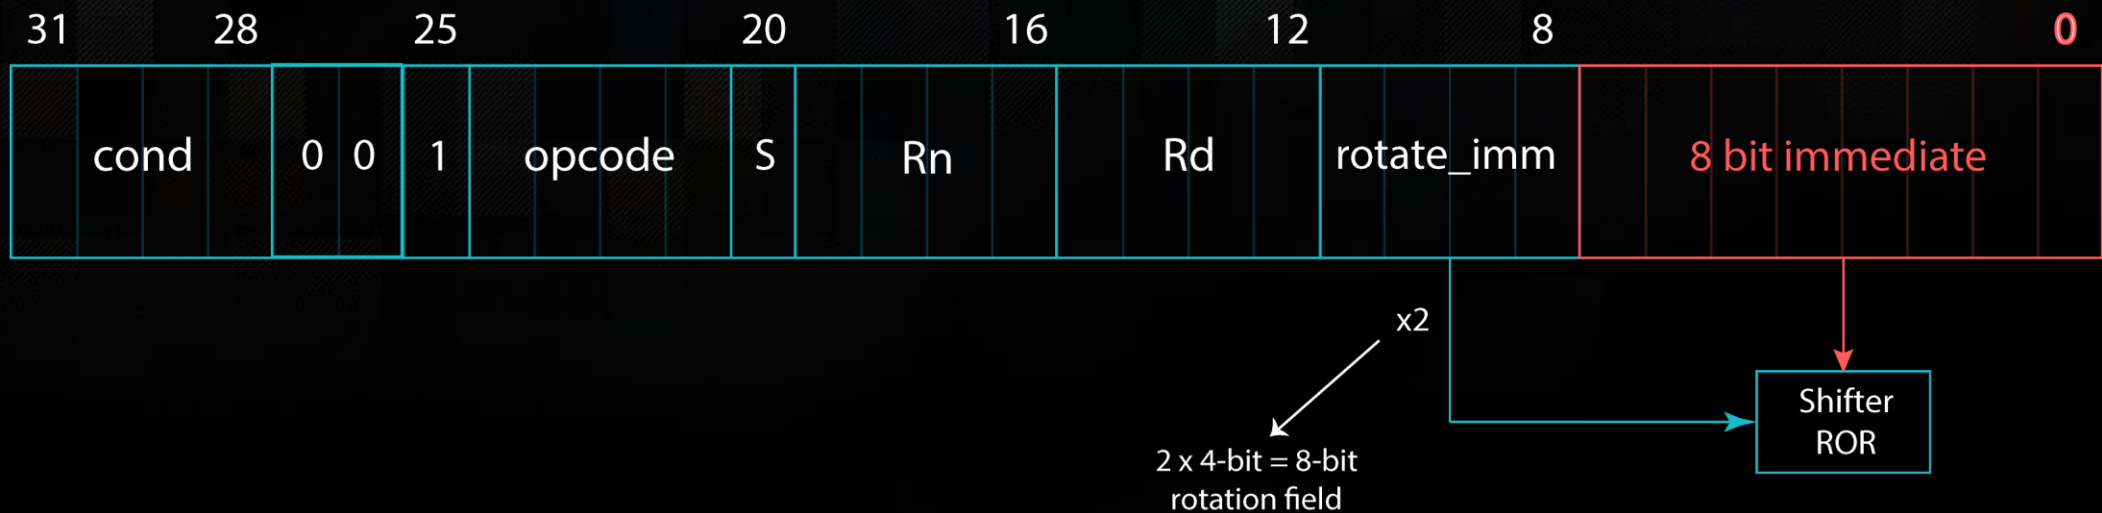 31 28 25 20 16 12 8 0
cond 0 0 1 opcode S Rn Rd rotate_imm 8 bit immediate
x2
Shifter
ROR
2 x 4-bit = 8-bit
rotation field